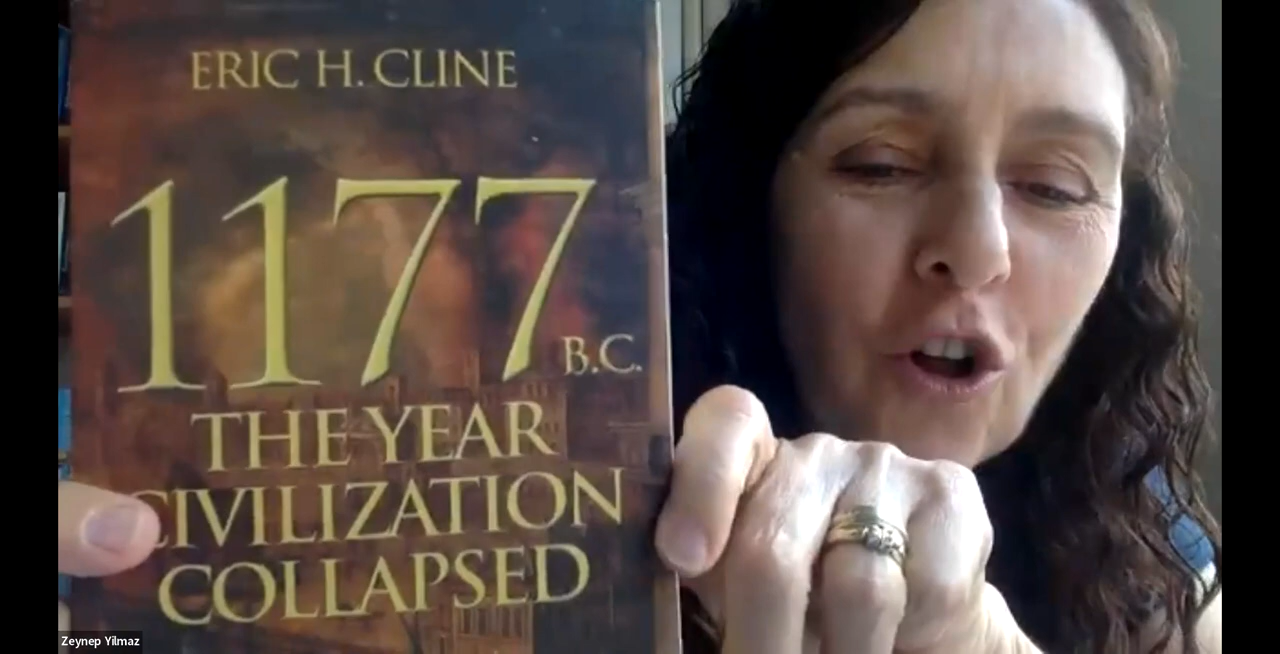 ERIC H. CLINE
1177
B.C.
THE YEAR
CIVILIZATION
COLLAPSED
Zeynep Yilmaz